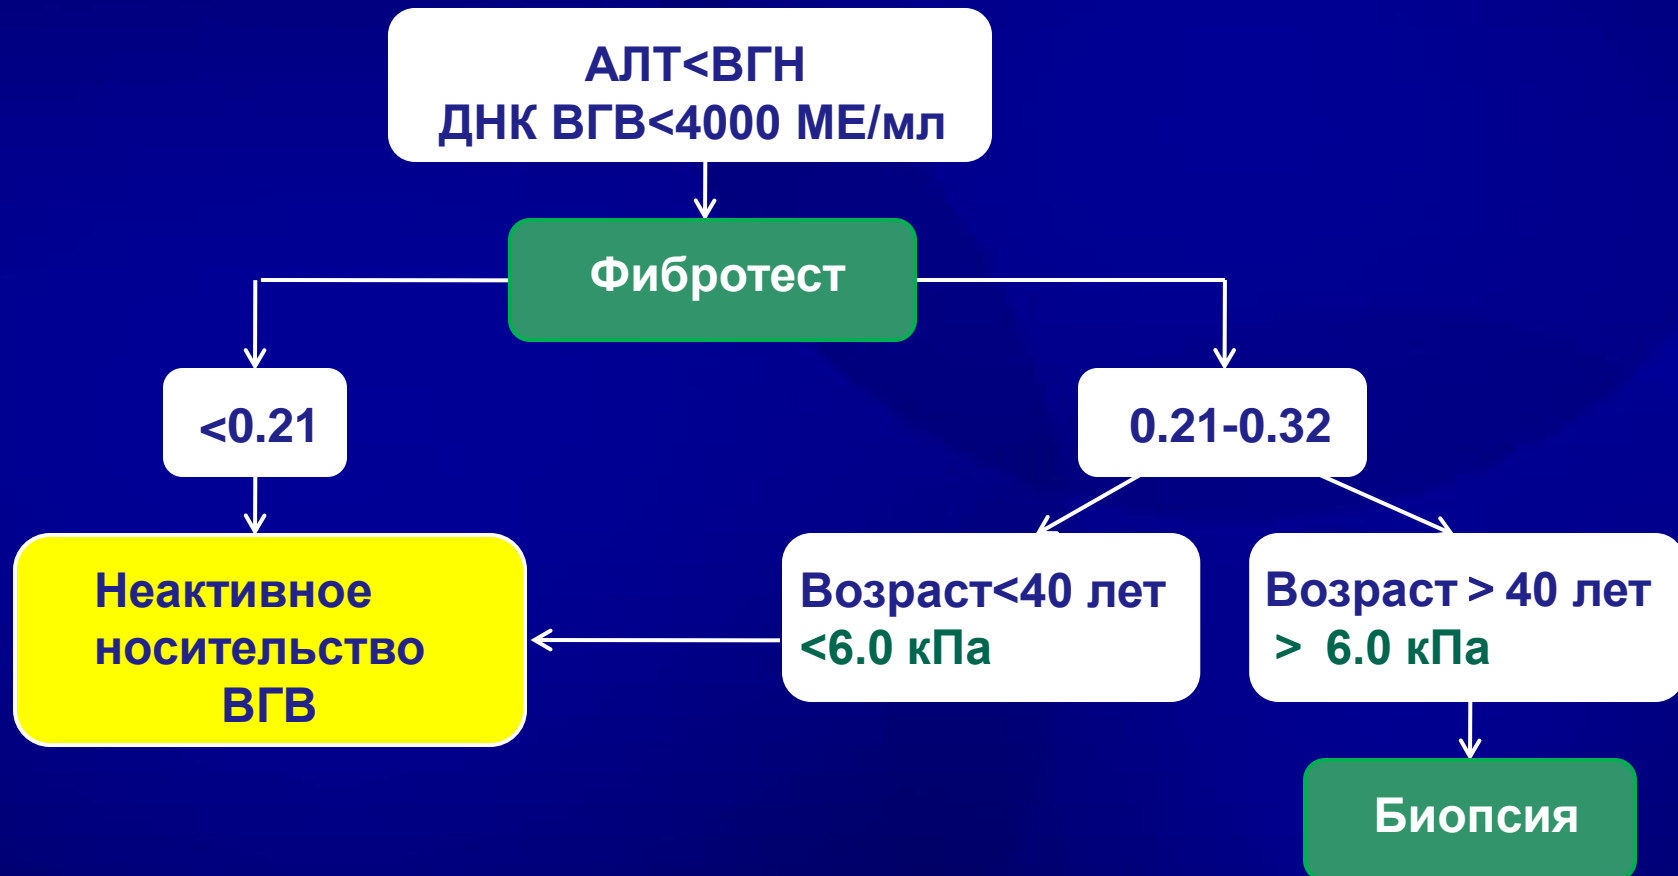 АЛТ<ВГН
ДНК ВГВ<4000 МЕ/мл
Фибротест
<0.21
0.21-0.32
Неактивное
носительство
ВГВ
Возраст<40 лет
<6.0 кПа
Возраст > 40 лет
> 6.0 кПа
Биопсия